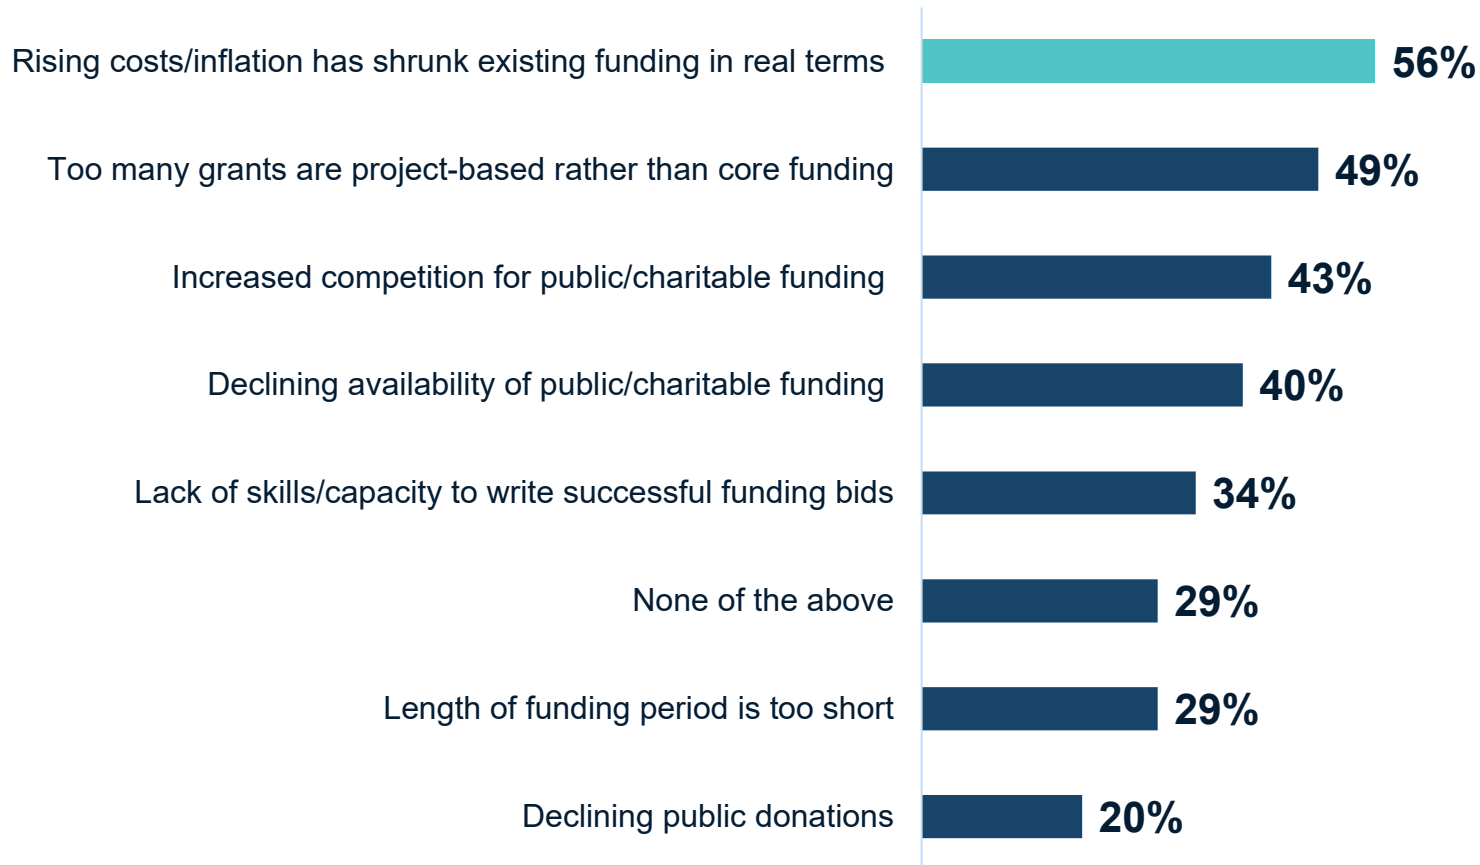 Rising costs/inflation has shrunk existing funding in real terms 56%
Too many grants are project-based rather than core funding 49%
Increased competition for public/charitable funding 43%
Declining availability of public/charitable funding 40%
Lack of skills/capacity to write successful funding bids 34%
None of the above 29%
Length of funding period is too short 29%
Declining public donations 20%